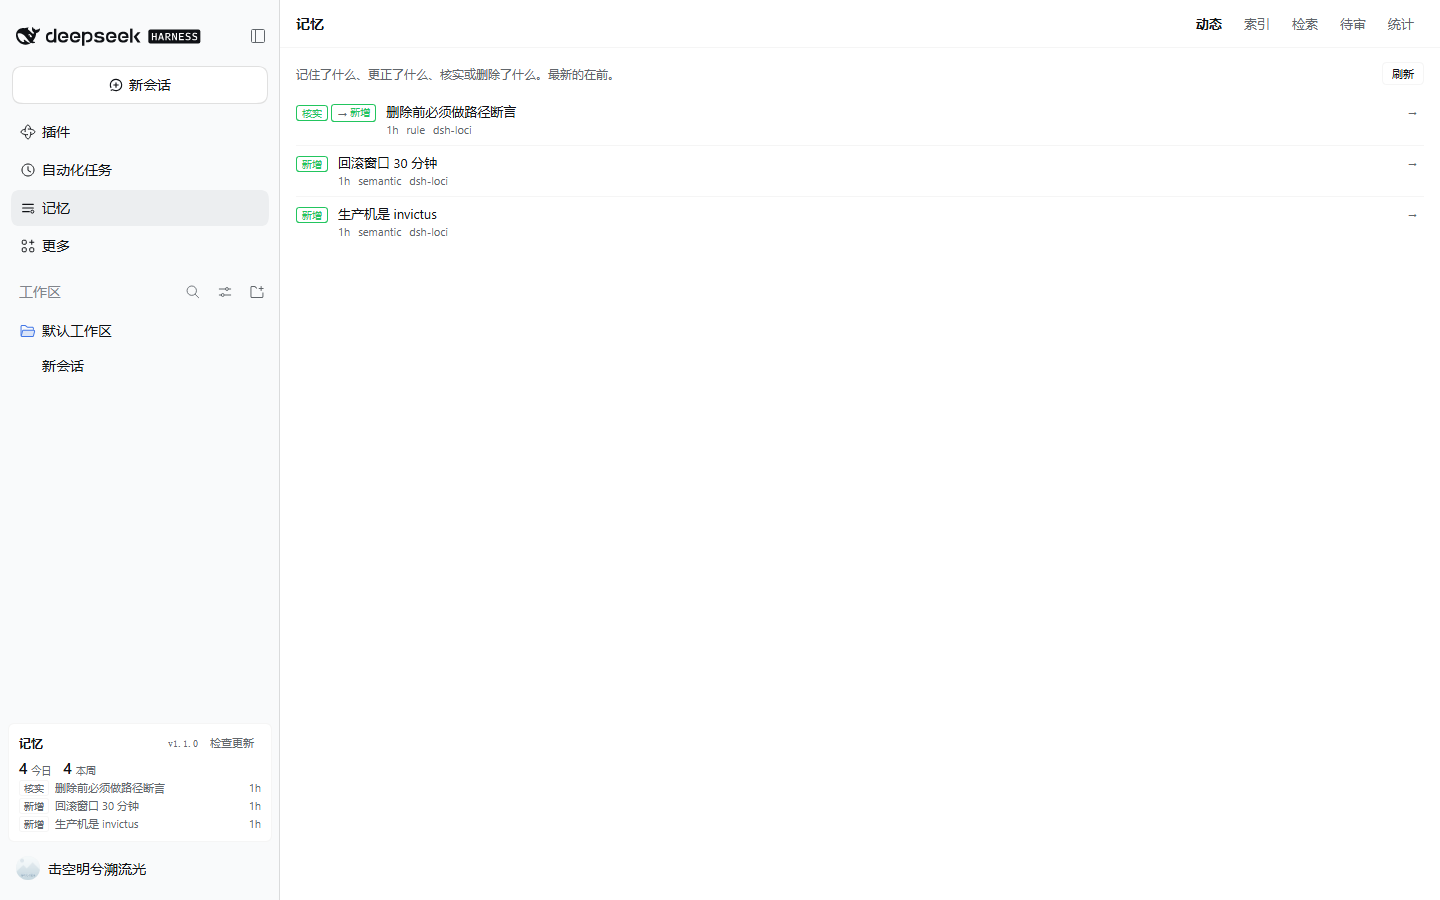 deepseek HARNESS
新会话
插件
自动化任务
记忆
更多
工作区
默认工作区
新会话
记忆 v1.1.0 检查更新
4 今日 4 本周
核实 删除前必须做路径断言 1h
新增 回滚窗口 30 分钟 1h
新增 生产机是 invictus 1h
击空明兮溯流光
记忆 动态 索引 检索 待审 统计
记住了什么、更正了什么、核实或删除了什么。最新的在前。 刷新
核实 → 新增 删除前必须做路径断言 →
1h rule dsh-loci
新增 回滚窗口 30 分钟 →
1h semantic dsh-loci
新增 生产机是 invictus →
1h semantic dsh-loci